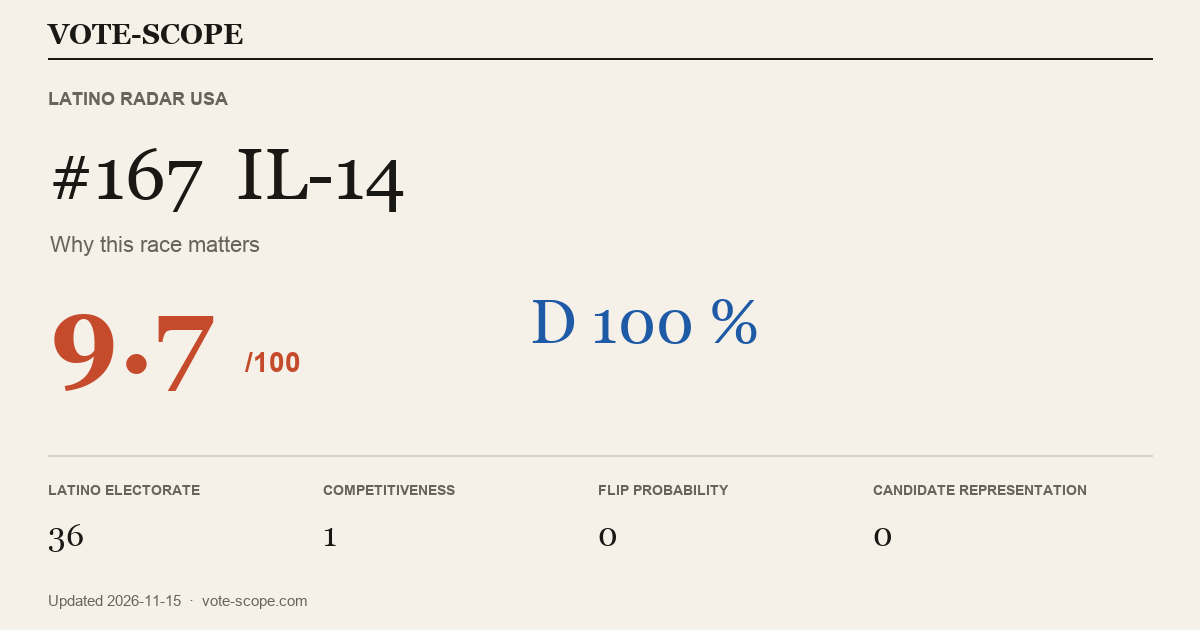 VOTE-SCOPE
LATINO RADAR USA
#167 IL-14
Why this race matters
9.7 /100
D 100 %
LATINO ELECTORATE COMPETITIVENESS FLIP PROBABILITY CANDIDATE REPRESENTATION
36 1 0 0
Updated 2026-11-15 · vote-scope.com